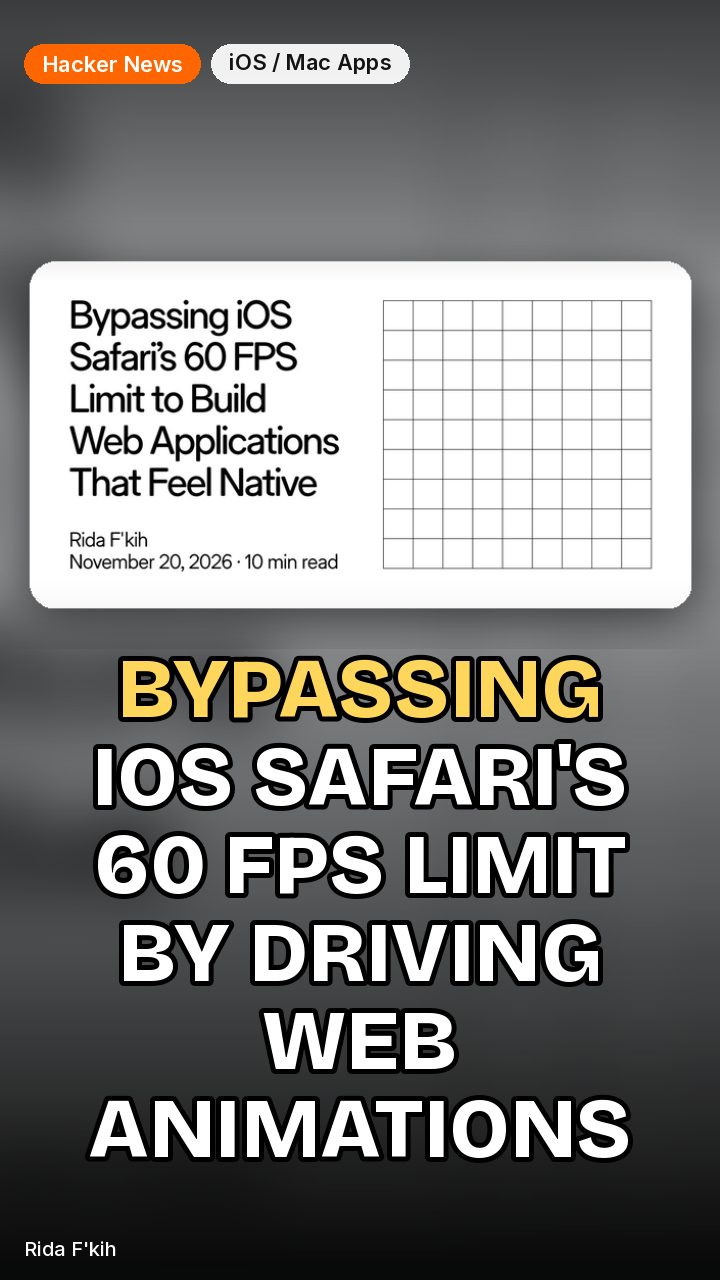 Hacker News
iOS / Mac Apps
Bypassing iOS
Safari’s 60 FPS
Limit to Build
Web Applications
That Feel Native
Rida F'kih
November 20, 2026 · 10 min read
BYPASSING
IOS SAFARI'S
60 FPS LIMIT
BY DRIVING
WEB
ANIMATIONS
Rida F'kih